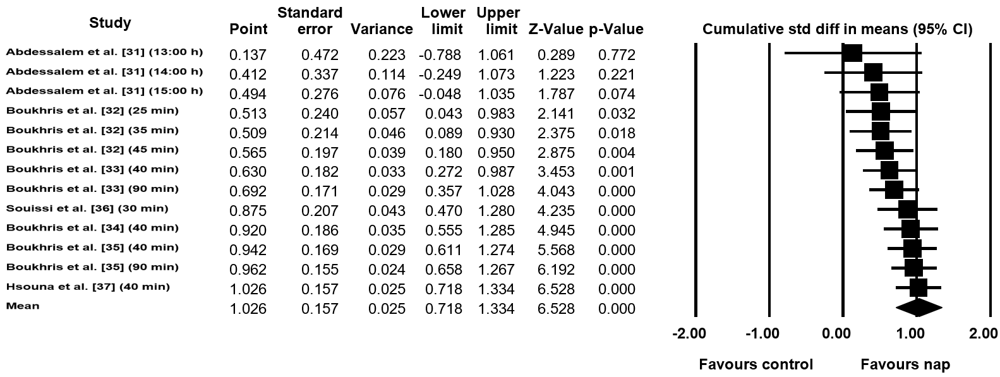 Study Point Standard error Variance Lower limit Upper limit Z-Value p-Value Cumulative std diff in means (95% CI)
Abdessalem et al. [31] (13:00 h) 0.137 0.472 0.223 -0.788 1.061 0.289 0.772
Abdessalem et al. [31] (14:00 h) 0.412 0.337 0.114 -0.249 1.073 1.223 0.221
Abdessalem et al. [31] (15:00 h) 0.494 0.276 0.076 -0.048 1.035 1.787 0.074
Boukhris et al. [32] (25 min) 0.513 0.240 0.057 0.043 0.983 2.141 0.032
Boukhris et al. [32] (35 min) 0.509 0.214 0.046 0.089 0.930 2.375 0.018
Boukhris et al. [32] (45 min) 0.565 0.197 0.039 0.180 0.950 2.875 0.004
Boukhris et al. [33] (40 min) 0.630 0.182 0.033 0.272 0.987 3.453 0.001
Boukhris et al. [33] (90 min) 0.692 0.171 0.029 0.357 1.028 4.043 0.000
Souissi et al. [36] (30 min) 0.875 0.207 0.043 0.470 1.280 4.235 0.000
Boukhris et al. [34] (40 min) 0.920 0.186 0.035 0.555 1.285 4.945 0.000
Boukhris et al. [35] (40 min) 0.942 0.169 0.029 0.611 1.274 5.568 0.000
Boukhris et al. [35] (90 min) 0.962 0.155 0.024 0.658 1.267 6.192 0.000
Hsouna et al. [37] (40 min) 1.026 0.157 0.025 0.718 1.334 6.528 0.000
Mean 1.026 0.157 0.025 0.718 1.334 6.528 0.000
-2.00 -1.00 0.00 1.00 2.00
Favours control Favours nap